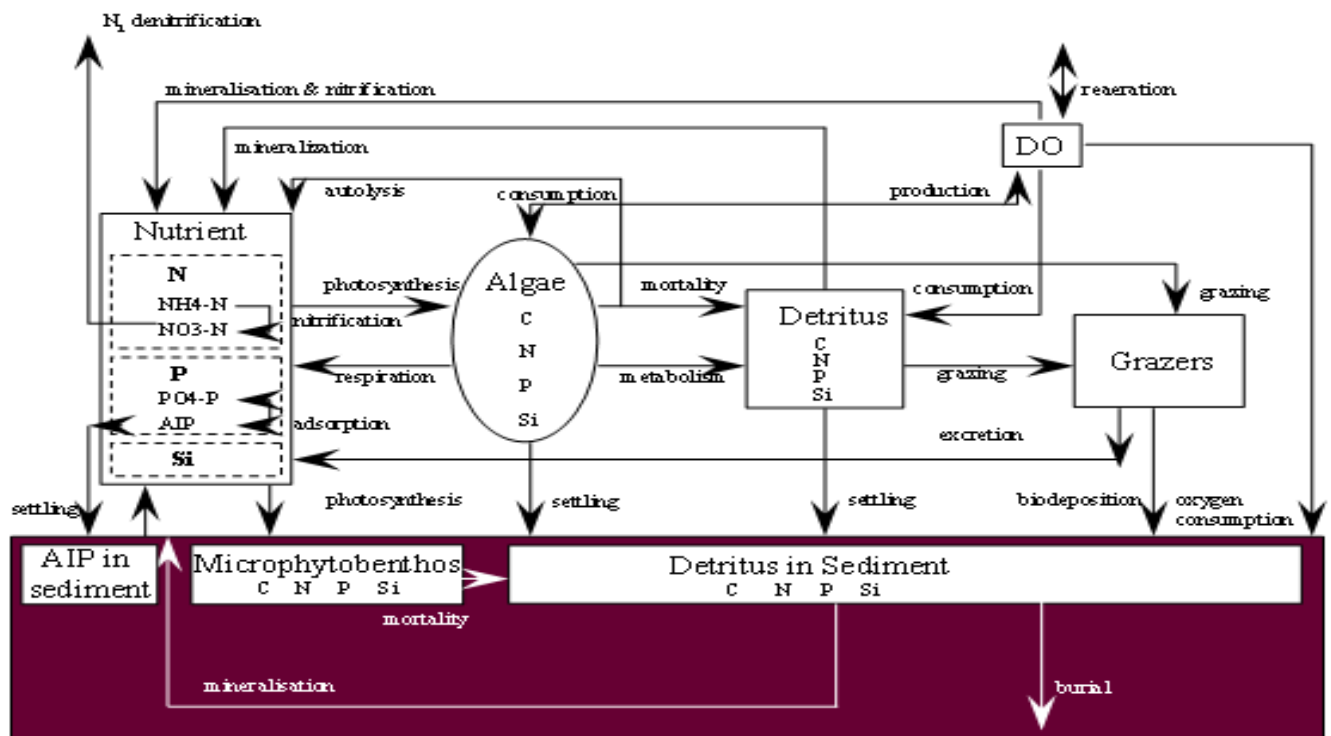 N₂ denitrification
mineralisation & nitrification
reaeration
DO
mineralization
autolysis
consumption
production
Nutrient
N
NH4-N
NO3-N
nitrification
P
PO4-P
AIP
adsorption
Si
photosynthesis
respiration
Algae
C
N
P
Si
mortality
metabolism
consumption
Detritus
C
N
P
Si
grazing
grazing
Grazers
excretion
settling
photosynthesis
settling
settling
biodeposition
oxygen
consumption
AIP in
sediment
Microphytobenthos
C N P Si
mortality
Detritus in Sediment
C N P Si
mineralisation
burial